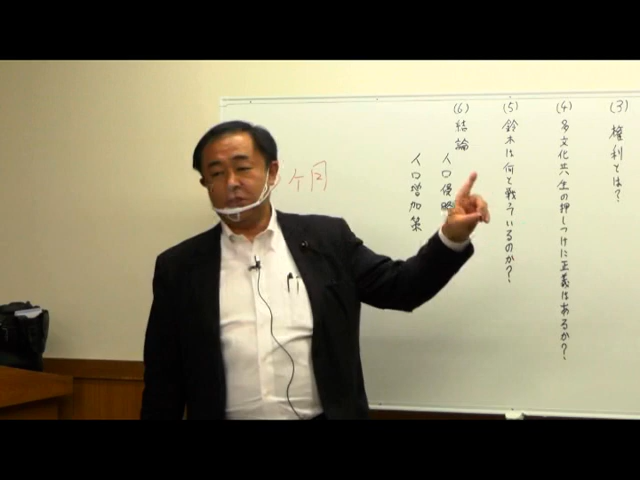 (3) 権利とは？
(4) 多文化共生の押しつけに正義はあるか？
(5) 鈴木は何と戦っているのか？
(6) 結論
人口侵略
人口増加策
ヶ月